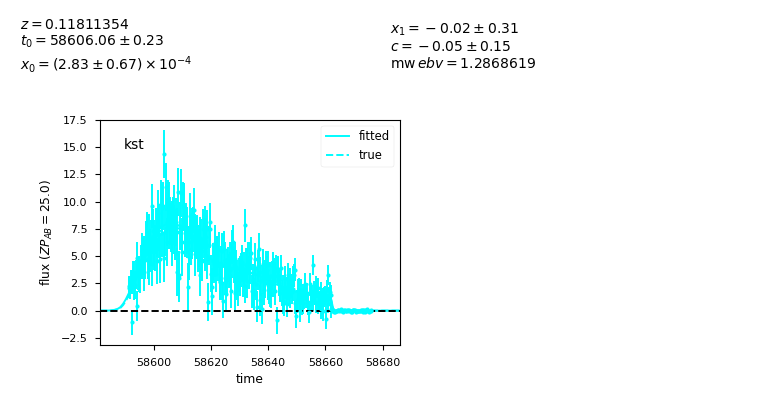 z = 0.11811354
t₀ = 58606.06 ± 0.23
x₀ = (2.83 ± 0.67) × 10⁻⁴
x₁ = −0.02 ± 0.31
c = −0.05 ± 0.15
mw ebv = 1.2868619
kst
fitted
true
17.5
15.0
12.5
10.0
7.5
5.0
2.5
0.0
−2.5
flux (ZP_AB = 25.0)
58600 58620 58640 58660 58680
time